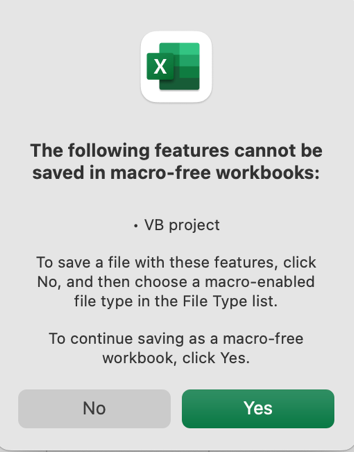 X
The following features cannot be
saved in macro-free workbooks:
• VB project
To save a file with these features, click
No, and then choose a macro-enabled
file type in the File Type list.
To continue saving as a macro-free
workbook, click Yes.
No
Yes